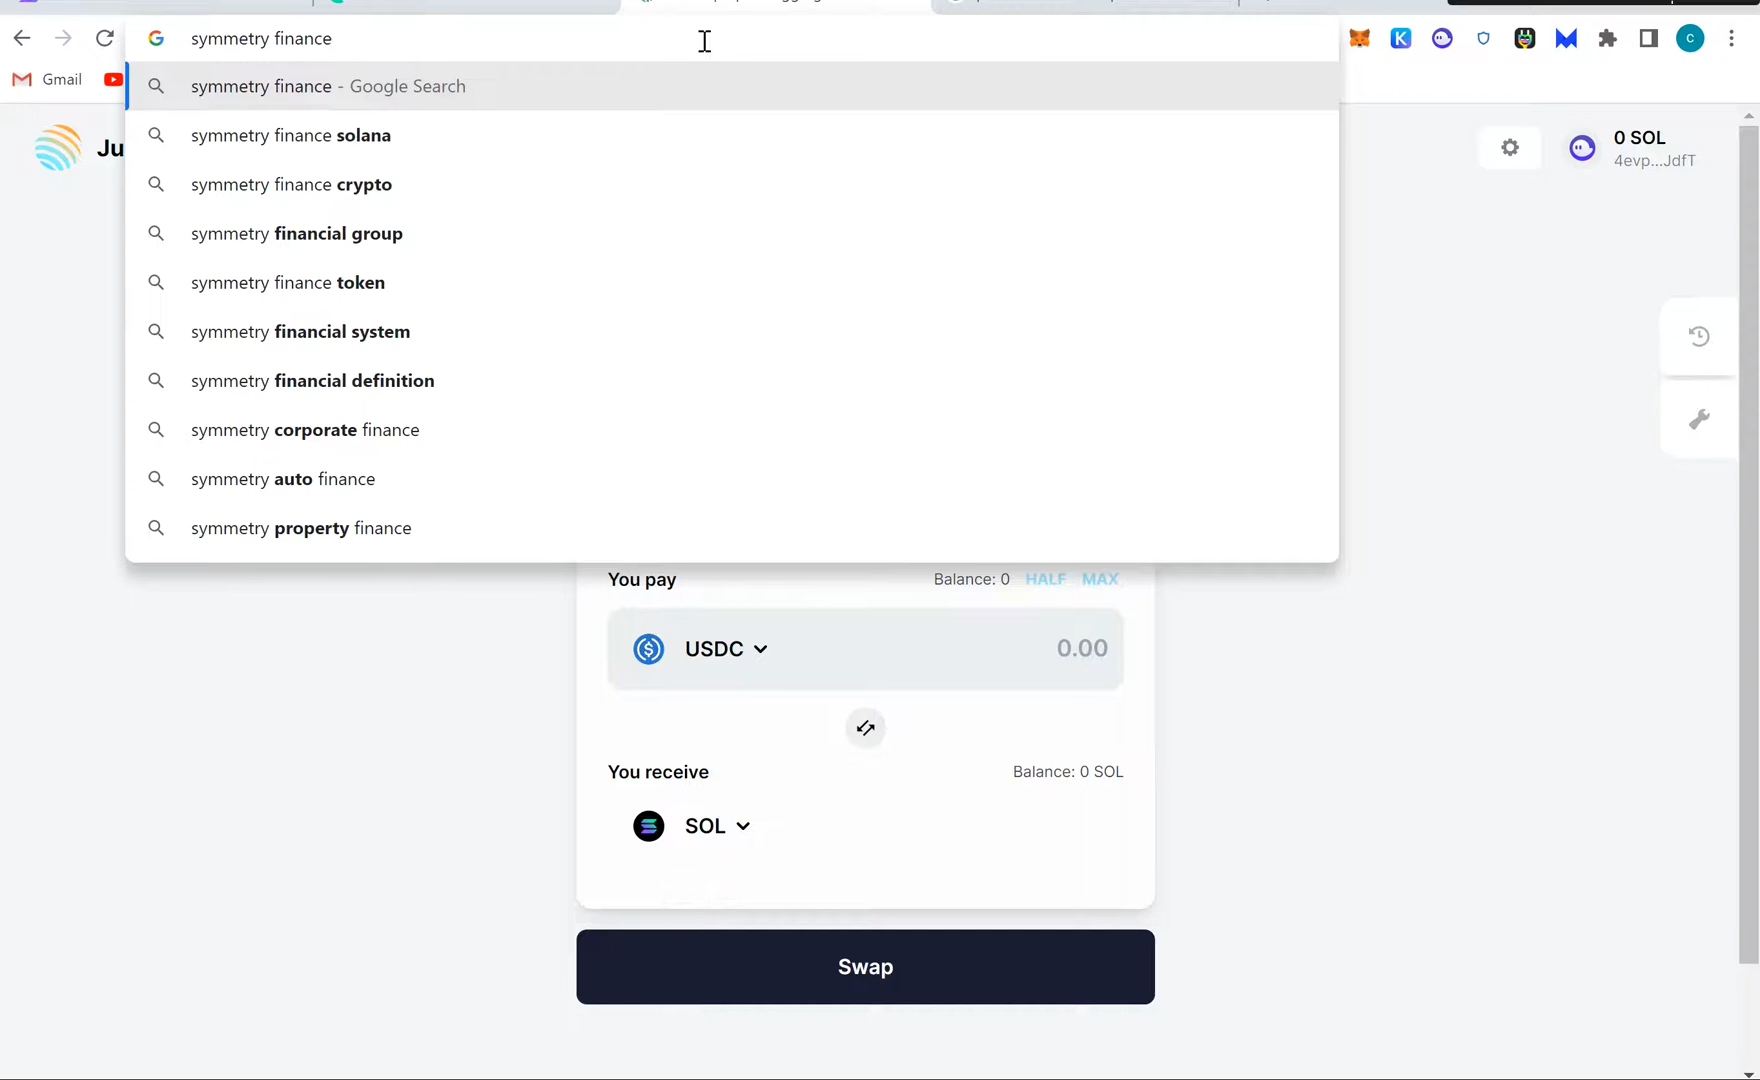 symmetry finance
Gmail
symmetry finance - Google Search
symmetry finance solana
symmetry finance crypto
symmetry financial group
symmetry finance token
symmetry financial system
symmetry financial definition
symmetry corporate finance
symmetry auto finance
symmetry property finance
Ju
0 SOL
4evp...JdfT
You pay
Balance: 0 HALF MAX
USDC
0.00
You receive
Balance: 0 SOL
SOL
Swap
K
C